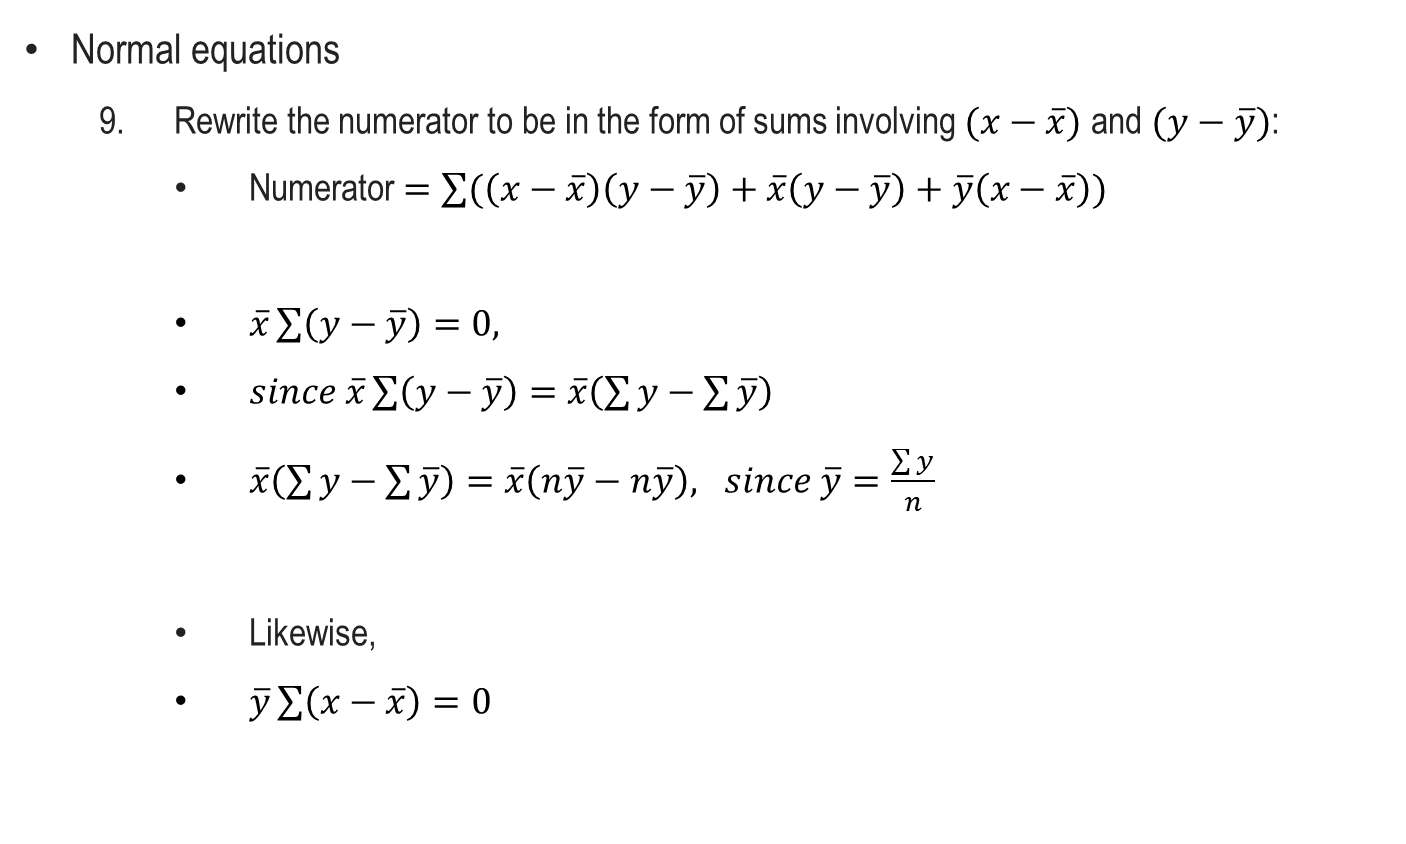 • Normal equations
9. Rewrite the numerator to be in the form of sums involving (x − x̄) and (y − ȳ):
• Numerator = ∑((x − x̄)(y − ȳ) + x̄(y − ȳ) + ȳ(x − x̄))
• x̄ ∑(y − ȳ) = 0,
• since x̄ ∑(y − ȳ) = x̄(∑ y − ∑ ȳ)
• x̄(∑ y − ∑ ȳ) = x̄(nȳ − nȳ), since ȳ = ∑ y / n
• Likewise,
• ȳ ∑(x − x̄) = 0